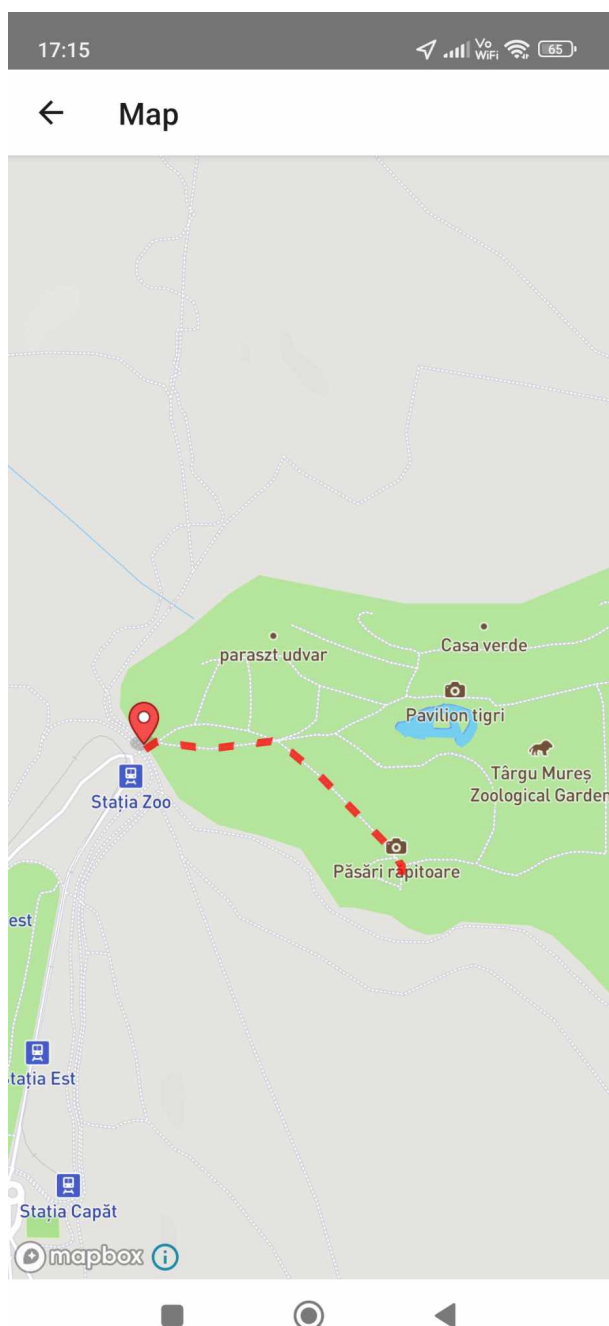 17:15
Vo
WiFi
65
Map
paraszt udvar
Casa verde
Pavilion tigri
Târgu Mureș
Zoological Garden
Stația Zoo
Păsări răpitoare
est
tația Est
Stația Capăt
mapbox